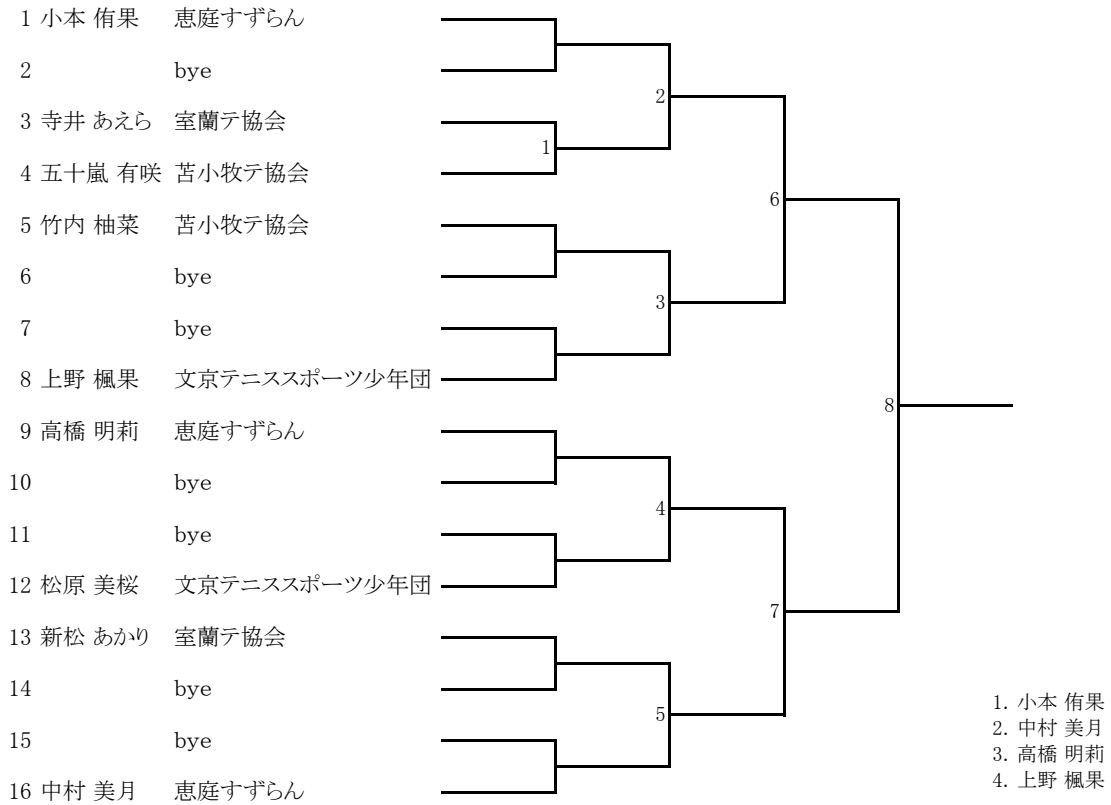 1 小本 侑果 恵庭すずらん
2 bye
2
3 寺井 あえら 室蘭テ協会
1
4 五十嵐 有咲 苫小牧テ協会
6
5 竹内 柚菜 苫小牧テ協会
6 bye
3
7 bye
8 上野 楓果 文京テニススポーツ少年団
8
9 高橋 明莉 恵庭すずらん
10 bye
4
11 bye
12 松原 美桜 文京テニススポーツ少年団
7
13 新松 あかり 室蘭テ協会
14 bye
5
15 bye
16 中村 美月 恵庭すずらん
1. 小本 侑果
2. 中村 美月
3. 高橋 明莉
4. 上野 楓果